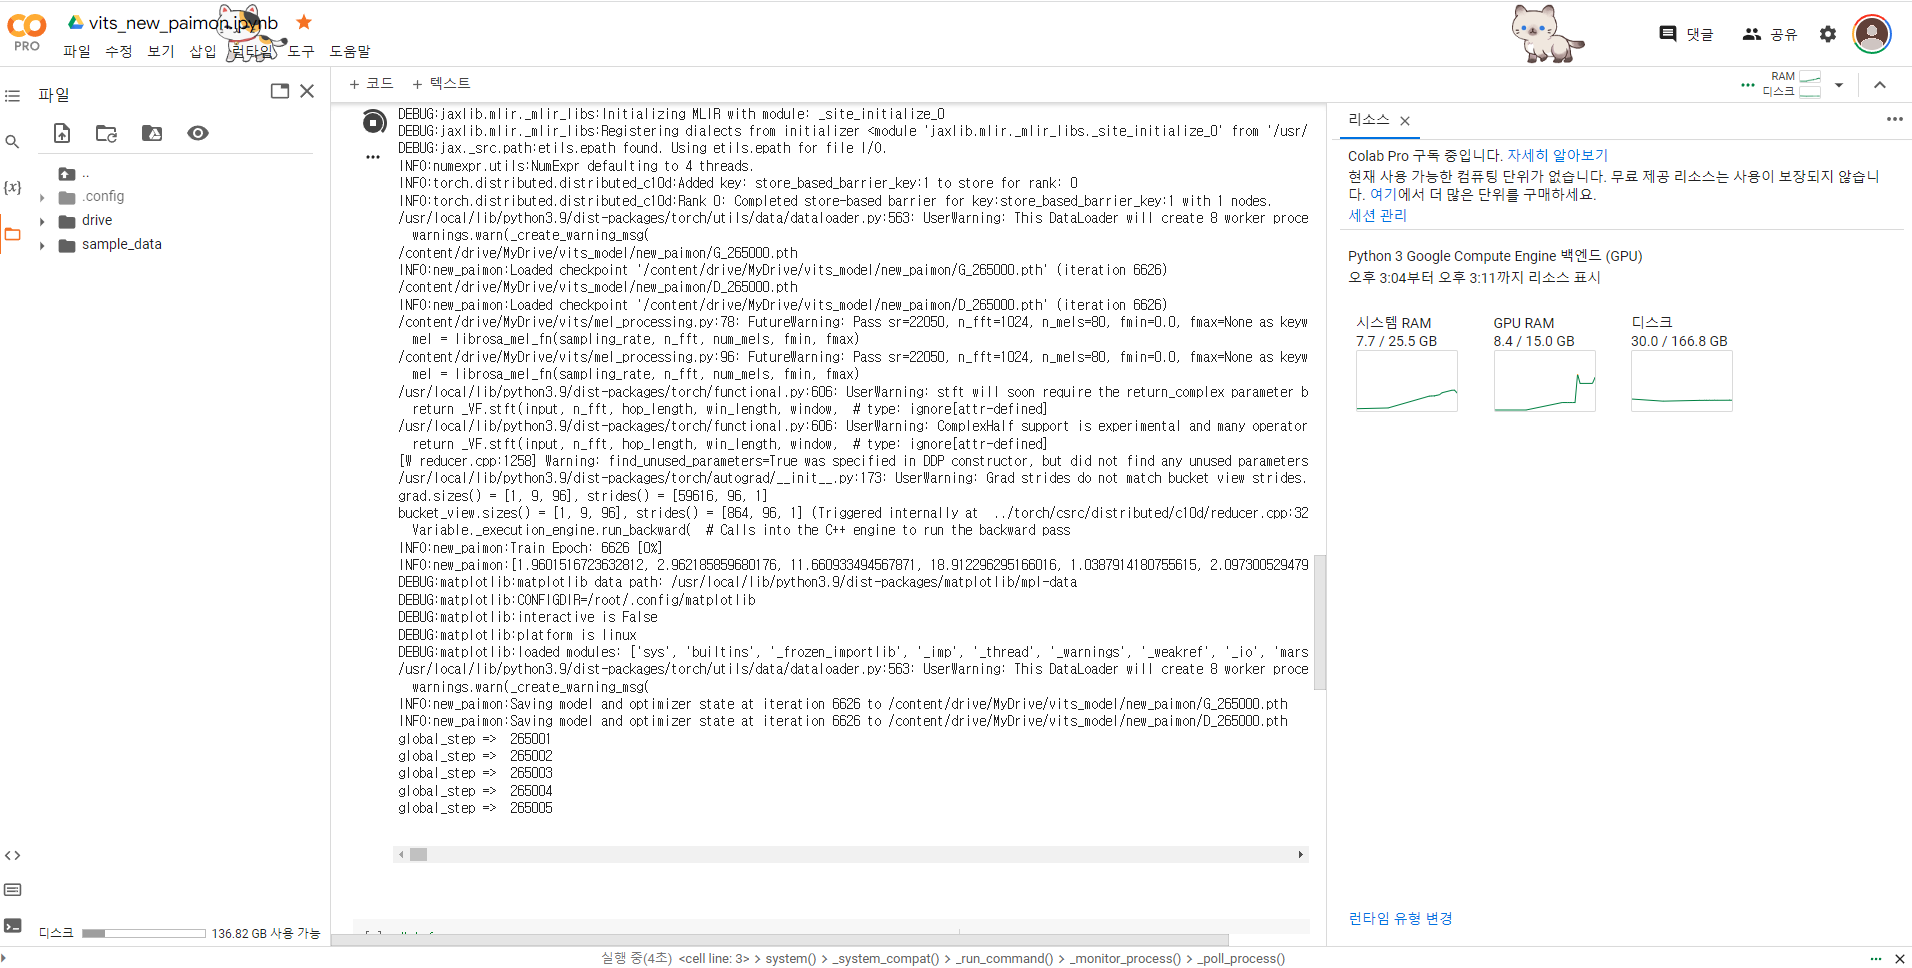 PRO
vits_new_paimon.ipynb
파일 수정 보기 삽입 런타임 도구 도움말
댓글 공유
파일
+ 코드 + 텍스트
RAM
디스크
..
.config
drive
sample_data
{x}
디스크 136.82 GB 사용 가능
DEBUG:jaxlib.mlir._mlir_libs:Initializing MLIR with module: _site_initialize_0
DEBUG:jaxlib.mlir._mlir_libs:Registering dialects from initializer <module 'jaxlib.mlir._mlir_libs._site_initialize_0' from '/usr/
DEBUG:jax._src.path:etils.epath found. Using etils.epath for file I/O.
INFO:numexpr.utils:NumExpr defaulting to 4 threads.
INFO:torch.distributed.distributed_c10d:Added key: store_based_barrier_key:1 to store for rank: 0
INFO:torch.distributed.distributed_c10d:Rank 0: Completed store-based barrier for key:store_based_barrier_key:1 with 1 nodes.
/usr/local/lib/python3.9/dist-packages/torch/utils/data/dataloader.py:563: UserWarning: This DataLoader will create 8 worker proce
warnings.warn(_create_warning_msg(
/content/drive/MyDrive/vits_model/new_paimon/G_265000.pth
INFO:new_paimon:Loaded checkpoint '/content/drive/MyDrive/vits_model/new_paimon/G_265000.pth' (iteration 6626)
/content/drive/MyDrive/vits_model/new_paimon/D_265000.pth
INFO:new_paimon:Loaded checkpoint '/content/drive/MyDrive/vits_model/new_paimon/D_265000.pth' (iteration 6626)
/content/drive/MyDrive/vits/mel_processing.py:78: FutureWarning: Pass sr=22050, n_fft=1024, n_mels=80, fmin=0.0, fmax=None as keyw
mel = librosa_mel_fn(sampling_rate, n_fft, num_mels, fmin, fmax)
/content/drive/MyDrive/vits/mel_processing.py:96: FutureWarning: Pass sr=22050, n_fft=1024, n_mels=80, fmin=0.0, fmax=None as keyw
mel = librosa_mel_fn(sampling_rate, n_fft, num_mels, fmin, fmax)
/usr/local/lib/python3.9/dist-packages/torch/functional.py:606: UserWarning: stft will soon require the return_complex parameter b
return _VF.stft(input, n_fft, hop_length, win_length, window, # type: ignore[attr-defined]
/usr/local/lib/python3.9/dist-packages/torch/functional.py:606: UserWarning: ComplexHalf support is experimental and many operator
return _VF.stft(input, n_fft, hop_length, win_length, window, # type: ignore[attr-defined]
[W reducer.cpp:1258] Warning: find_unused_parameters=True was specified in DDP constructor, but did not find any unused parameters
/usr/local/lib/python3.9/dist-packages/torch/autograd/__init__.py:173: UserWarning: Grad strides do not match bucket view strides.
grad.sizes() = [1, 9, 96], strides() = [59616, 96, 1]
bucket_view.sizes() = [1, 9, 96], strides() = [864, 96, 1] (Triggered internally at ../torch/csrc/distributed/c10d/reducer.cpp:32
Variable._execution_engine.run_backward( # Calls into the C++ engine to run the backward pass
INFO:new_paimon:Train Epoch: 6626 [0%]
INFO:new_paimon:[1.9601516723632812, 2.962185859680176, 11.660933494567871, 18.912296295166016, 1.0387914180755615, 2.097300529479
DEBUG:matplotlib:matplotlib data path: /usr/local/lib/python3.9/dist-packages/matplotlib/mpl-data
DEBUG:matplotlib:CONFIGDIR=/root/.config/matplotlib
DEBUG:matplotlib:interactive is False
DEBUG:matplotlib:platform is linux
DEBUG:matplotlib:loaded modules: ['sys', 'builtins', '_frozen_importlib', '_imp', '_thread', '_warnings', '_weakref', '_io', 'mars
/usr/local/lib/python3.9/dist-packages/torch/utils/data/dataloader.py:563: UserWarning: This DataLoader will create 8 worker proce
warnings.warn(_create_warning_msg(
INFO:new_paimon:Saving model and optimizer state at iteration 6626 to /content/drive/MyDrive/vits_model/new_paimon/G_265000.pth
INFO:new_paimon:Saving model and optimizer state at iteration 6626 to /content/drive/MyDrive/vits_model/new_paimon/D_265000.pth
global_step => 265001
global_step => 265002
global_step => 265003
global_step => 265004
global_step => 265005
리소스
Colab Pro 구독 중입니다. 자세히 알아보기
현재 사용 가능한 컴퓨팅 단위가 없습니다. 무료 제공 리소스는 사용이 보장되지 않습니
다. 여기에서 더 많은 단위를 구매하세요.
세션 관리
Python 3 Google Compute Engine 백엔드 (GPU)
오후 3:04부터 오후 3:11까지 리소스 표시
시스템 RAM
7.7 / 25.5 GB
GPU RAM
8.4 / 15.0 GB
디스크
30.0 / 166.8 GB
런타임 유형 변경
실행 중(4초) <cell line: 3> > system() > _system_compat() > _run_command() > _monitor_process() > _poll_process()